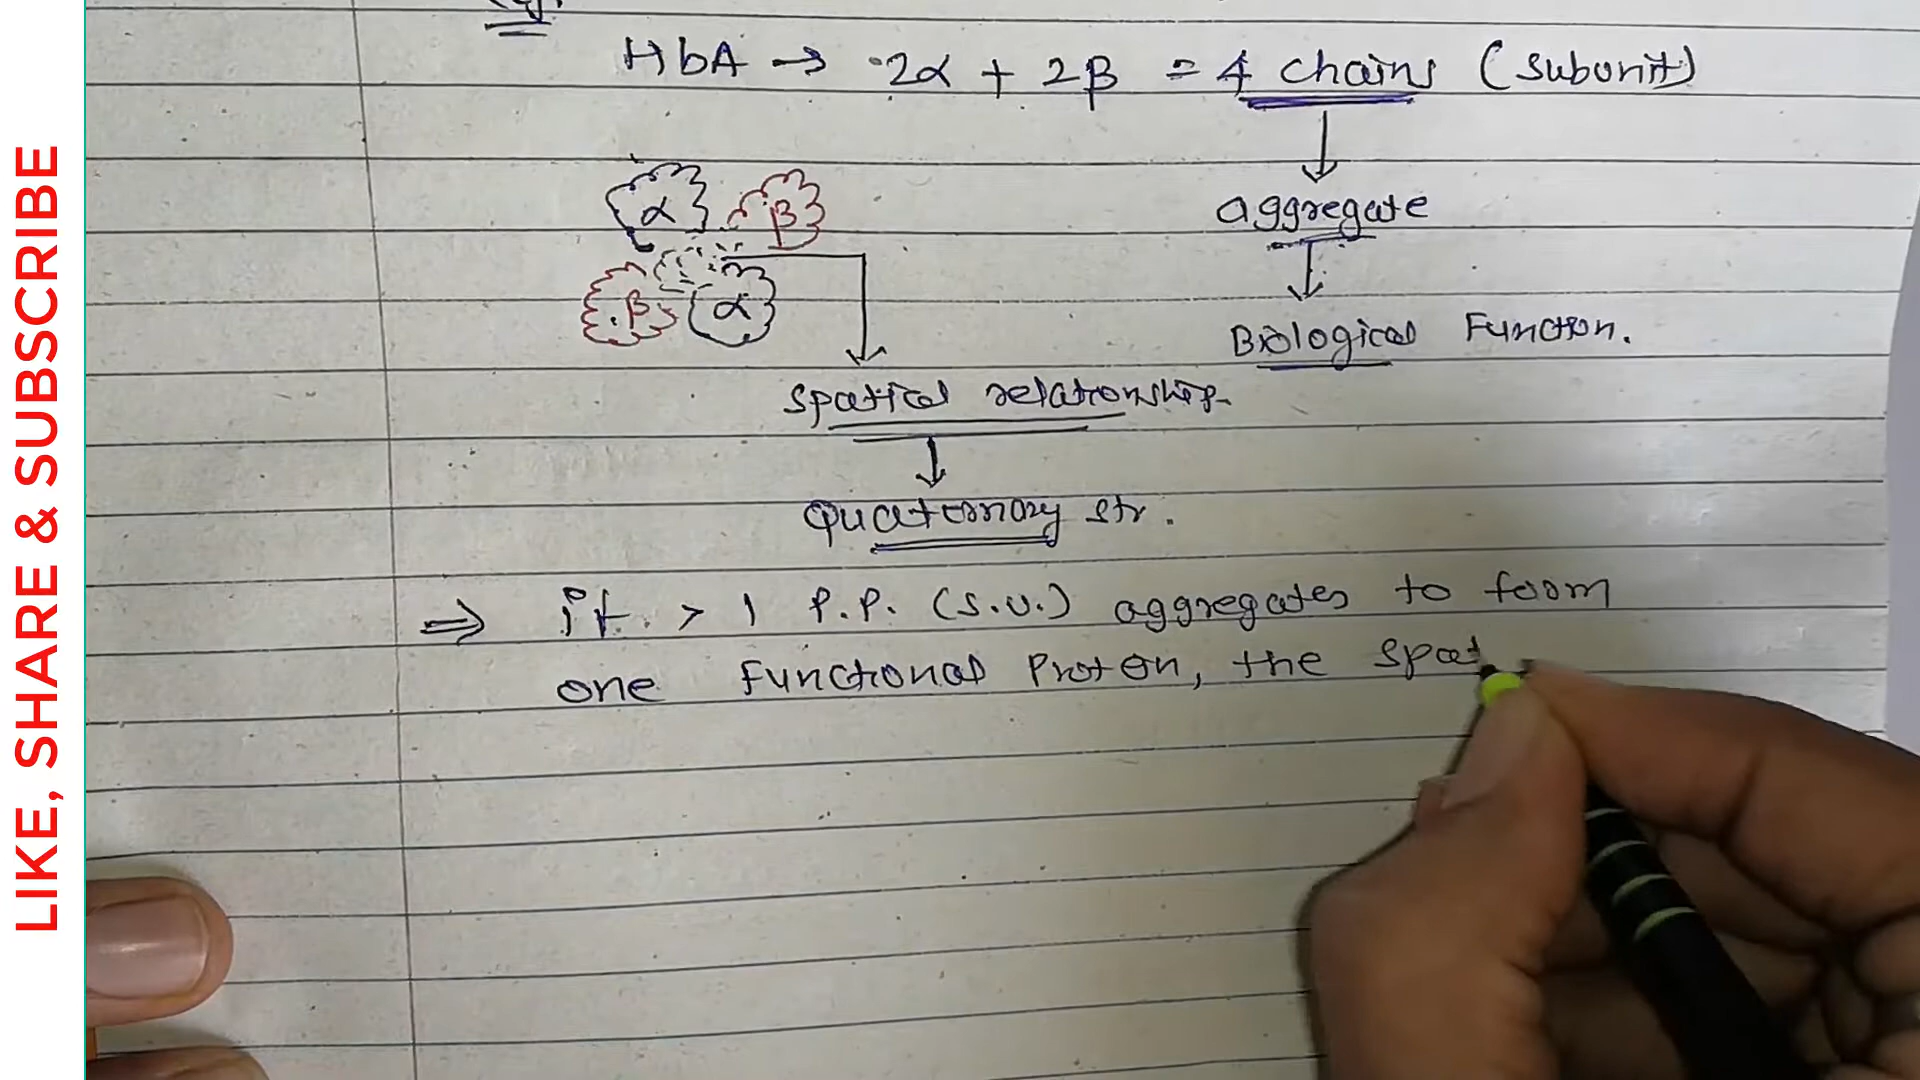 LIKE, SHARE & SUBSCRIBE
HbA → 2α + 2β = 4 chains (subunit)
α β
β α
aggregate
Biological Function.
spatial relationship
Quaternary str.
⇒ if > 1 P.P. (S.U.) aggregates to form
one Functional Protein, the spat